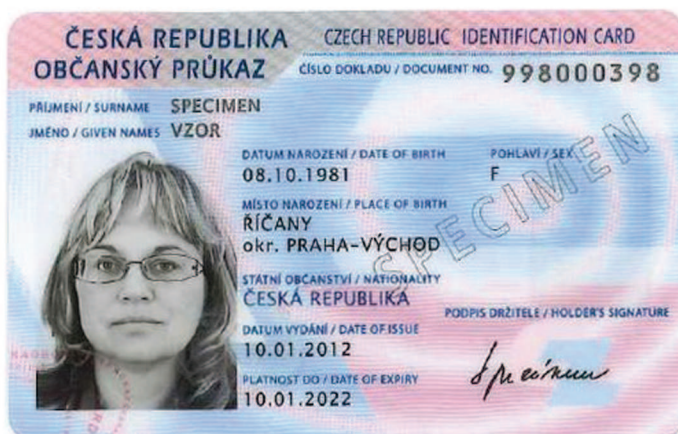 ČESKÁ REPUBLIKA
OBČANSKÝ PRŮKAZ
CZECH REPUBLIC IDENTIFICATION CARD
ČÍSLO DOKLADU / DOCUMENT NO. 998000398
PŘÍJMENÍ / SURNAME SPECIMEN
JMÉNO / GIVEN NAMES VZOR
DATUM NAROZENÍ / DATE OF BIRTH
08.10.1981
POHLAVÍ / SEX
F
MÍSTO NAROZENÍ / PLACE OF BIRTH
ŘÍČANY
okr. PRAHA-VÝCHOD
SPECIMEN
STÁTNÍ OBČANSTVÍ / NATIONALITY
ČESKÁ REPUBLIKA
PODPIS DRŽITELE / HOLDER'S SIGNATURE
DATUM VYDÁNÍ / DATE OF ISSUE
10.01.2012
Specimen
PLATNOST DO / DATE OF EXPIRY
10.01.2022